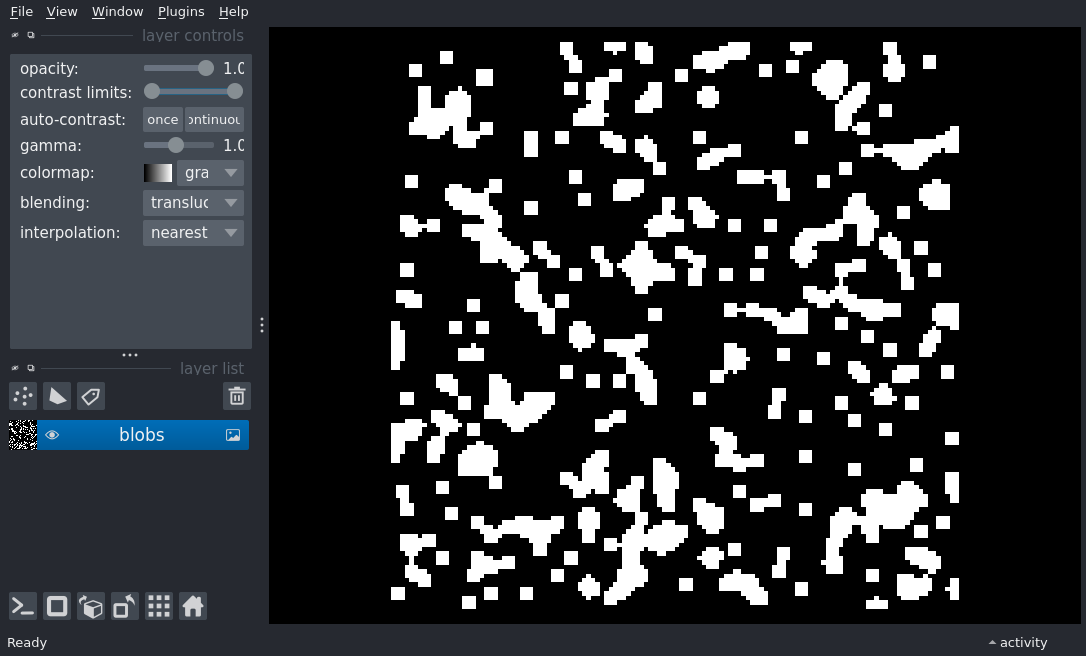 File View Window Plugins Help
layer controls
opacity: 1.0
contrast limits:
auto-contrast: once ontinuou
gamma: 1.0
colormap: gra
blending: transluc
interpolation: nearest
layer list
blobs
Ready
activity